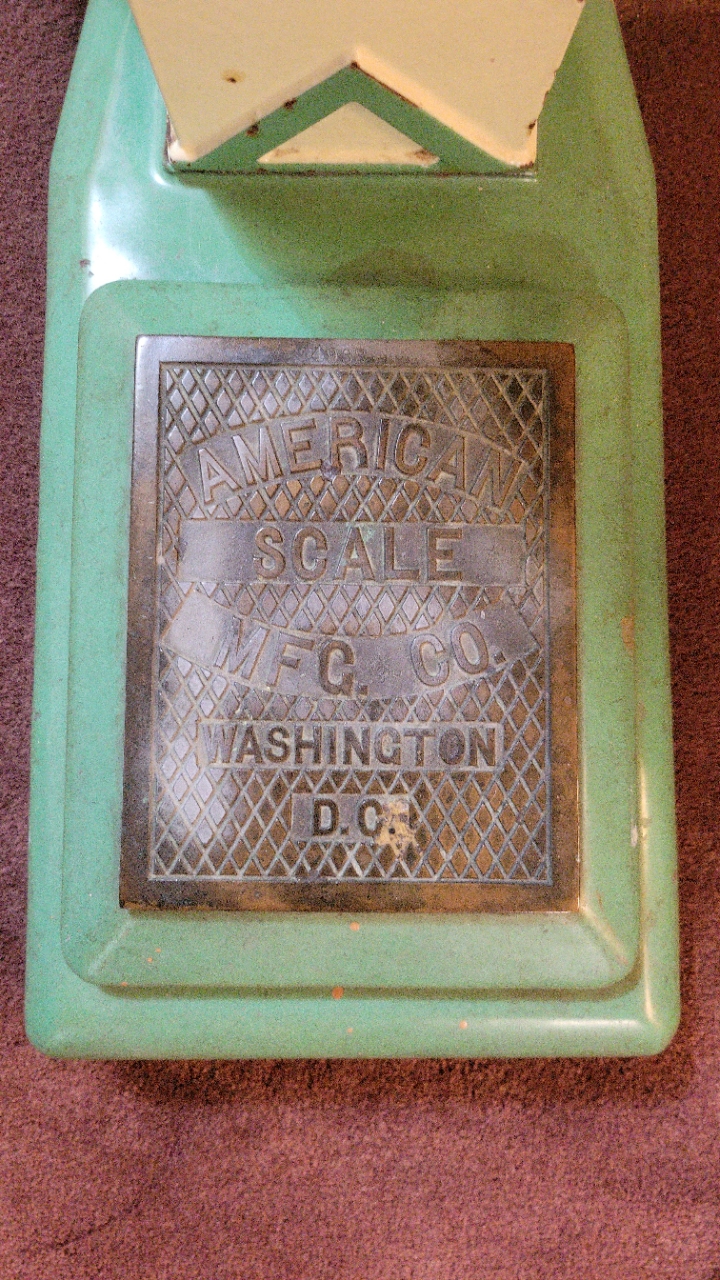 AMERICAN
SCALE
MFG. CO.
WASHINGTON
D.C.